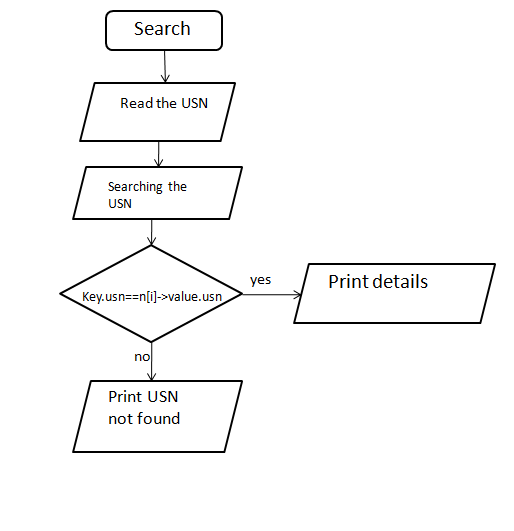 Search
Read the USN
Searching the
USN
Key.usn==n[i]->value.usn
yes
Print details
no
Print USN
not found